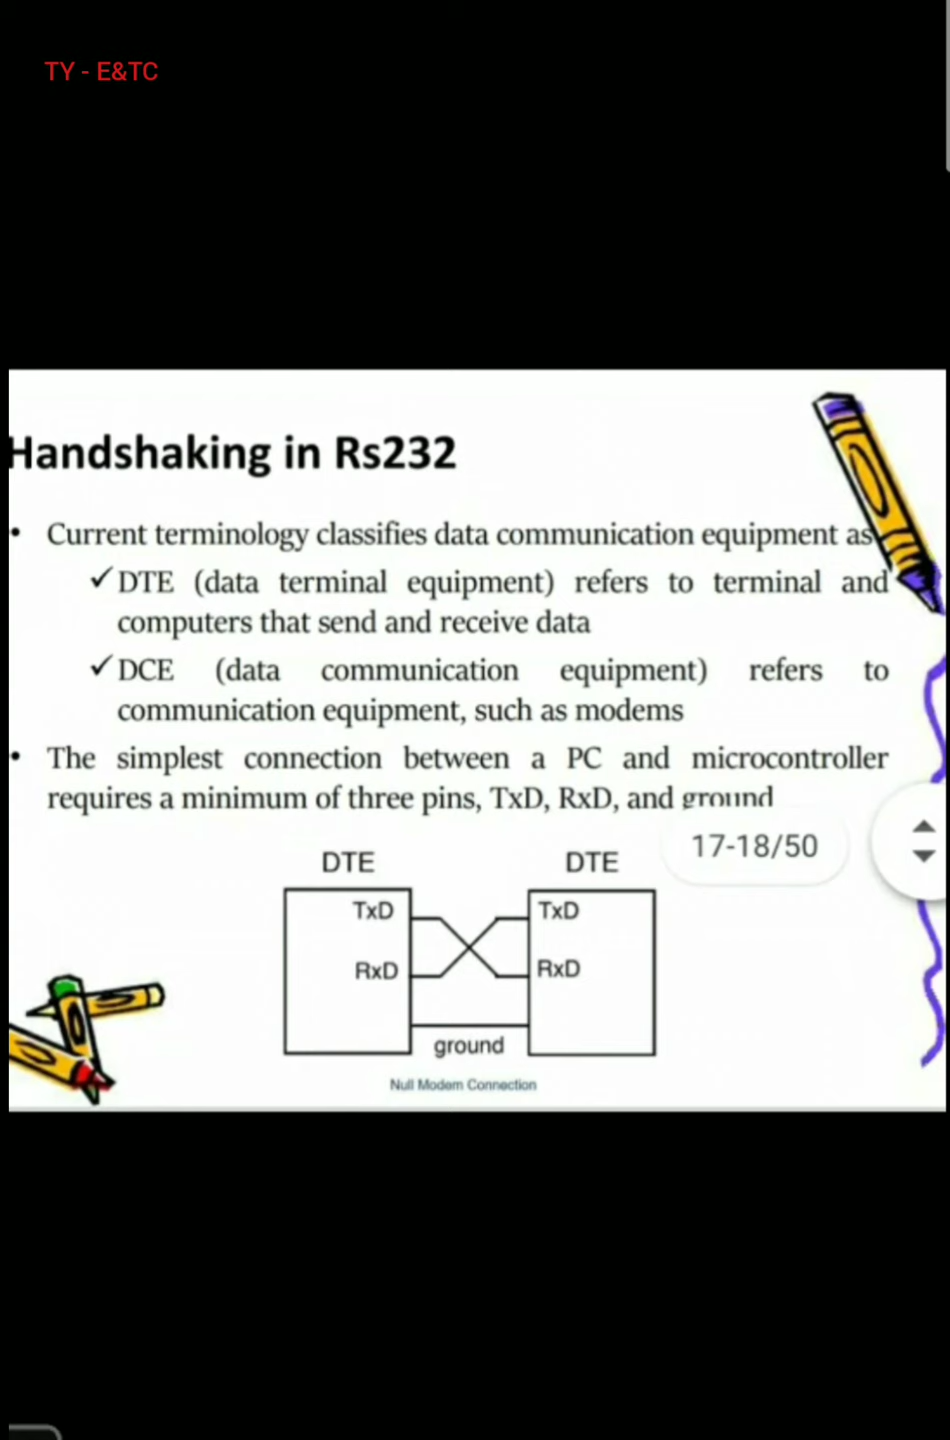 TY - E&TC
Handshaking in Rs232
• Current terminology classifies data communication equipment as
✓ DTE (data terminal equipment) refers to terminal and
computers that send and receive data
✓ DCE (data communication equipment) refers to
communication equipment, such as modems
• The simplest connection between a PC and microcontroller
requires a minimum of three pins, TxD, RxD, and ground
17-18/50
DTE DTE
TxD TxD
RxD RxD
ground
Null Modem Connection